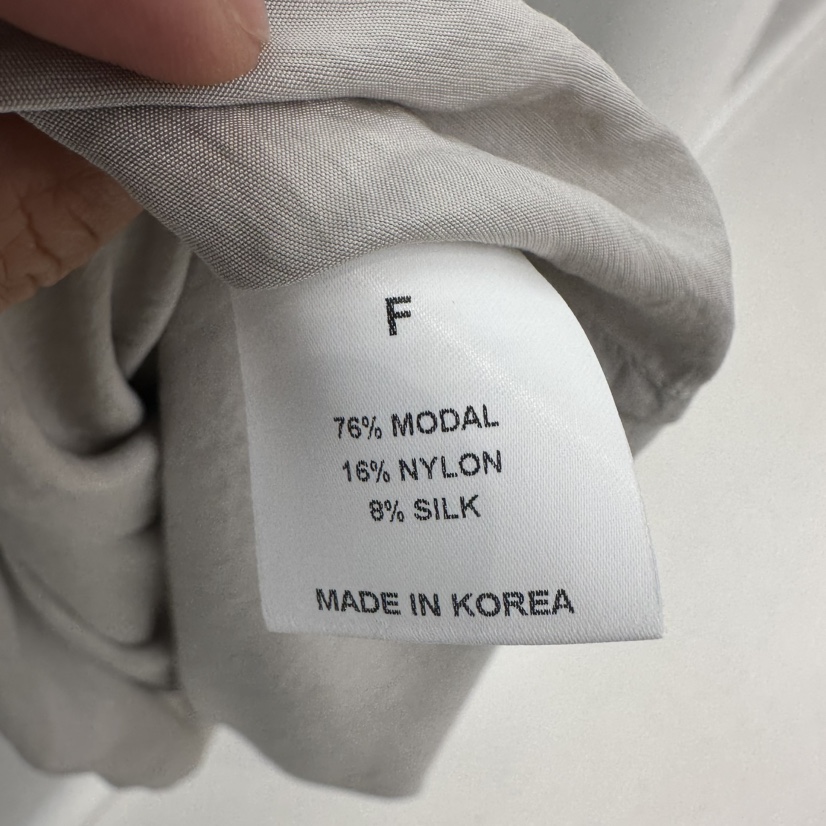 F
76% MODAL
16% NYLON
8% SILK
MADE IN KOREA